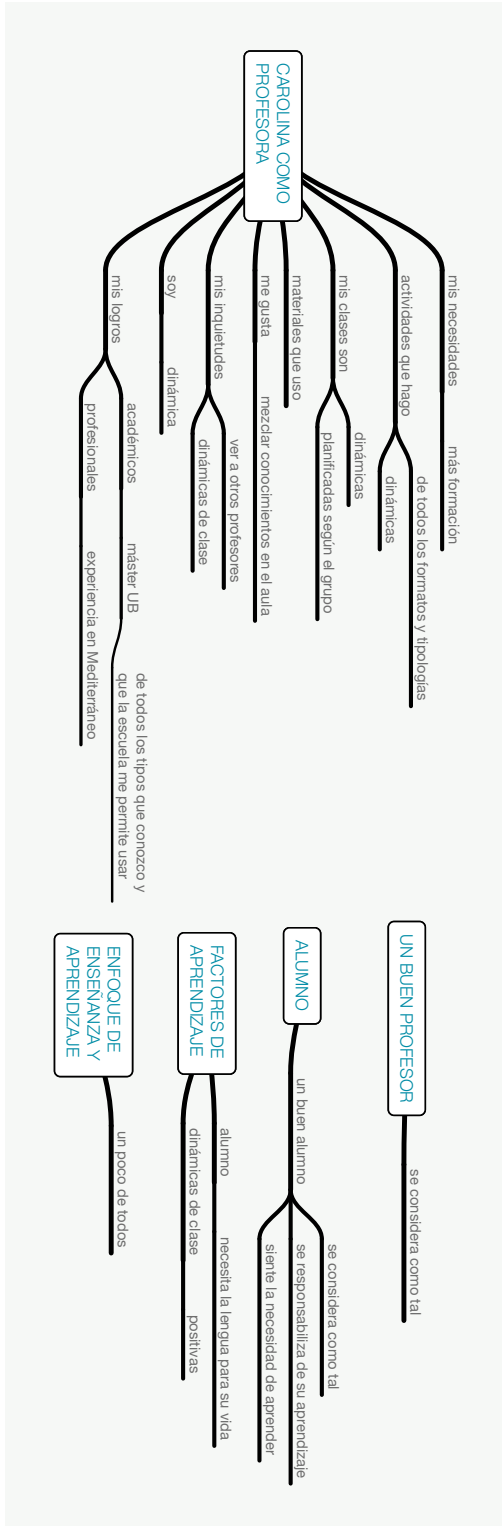 CAROLINA COMO
PROFESORA
mis necesidades
más formación
actividades que hago
de todos los formatos y tipologías
dinámicas
mis clases son
dinámicas
planificadas según el grupo
materiales que uso
me gusta
mezclar conocimientos en el aula
mis inquietudes
ver a otros profesores
dinámicas de clase
soy
dinámica
mis logros
académicos
máster UB
de todos los tipos que conozco y
que la escuela me permite usar
profesionales
experiencia en Mediterráneo
UN BUEN PROFESOR
se considera como tal
ALUMNO
un buen alumno
se considera como tal
se responsabiliza de su aprendizaje
siente la necesidad de aprender
FACTORES DE
APRENDIZAJE
alumno
necesita la lengua para su vida
dinámicas de clase
positivas
ENFOQUE DE
ENSEÑANZA Y
APRENDIZAJE
un poco de todos